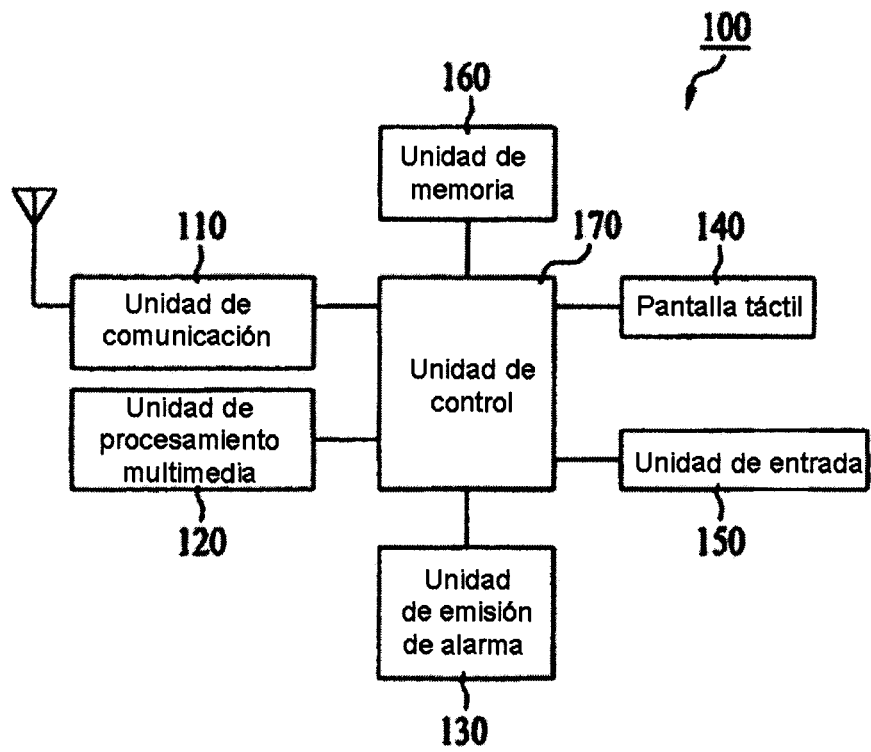 100
160
Unidad de
memoria
110
170
140
Unidad de
comunicación
Pantalla táctil
Unidad de
control
Unidad de
procesamiento
multimedia
Unidad de entrada
120
150
Unidad
de emisión
de alarma
130